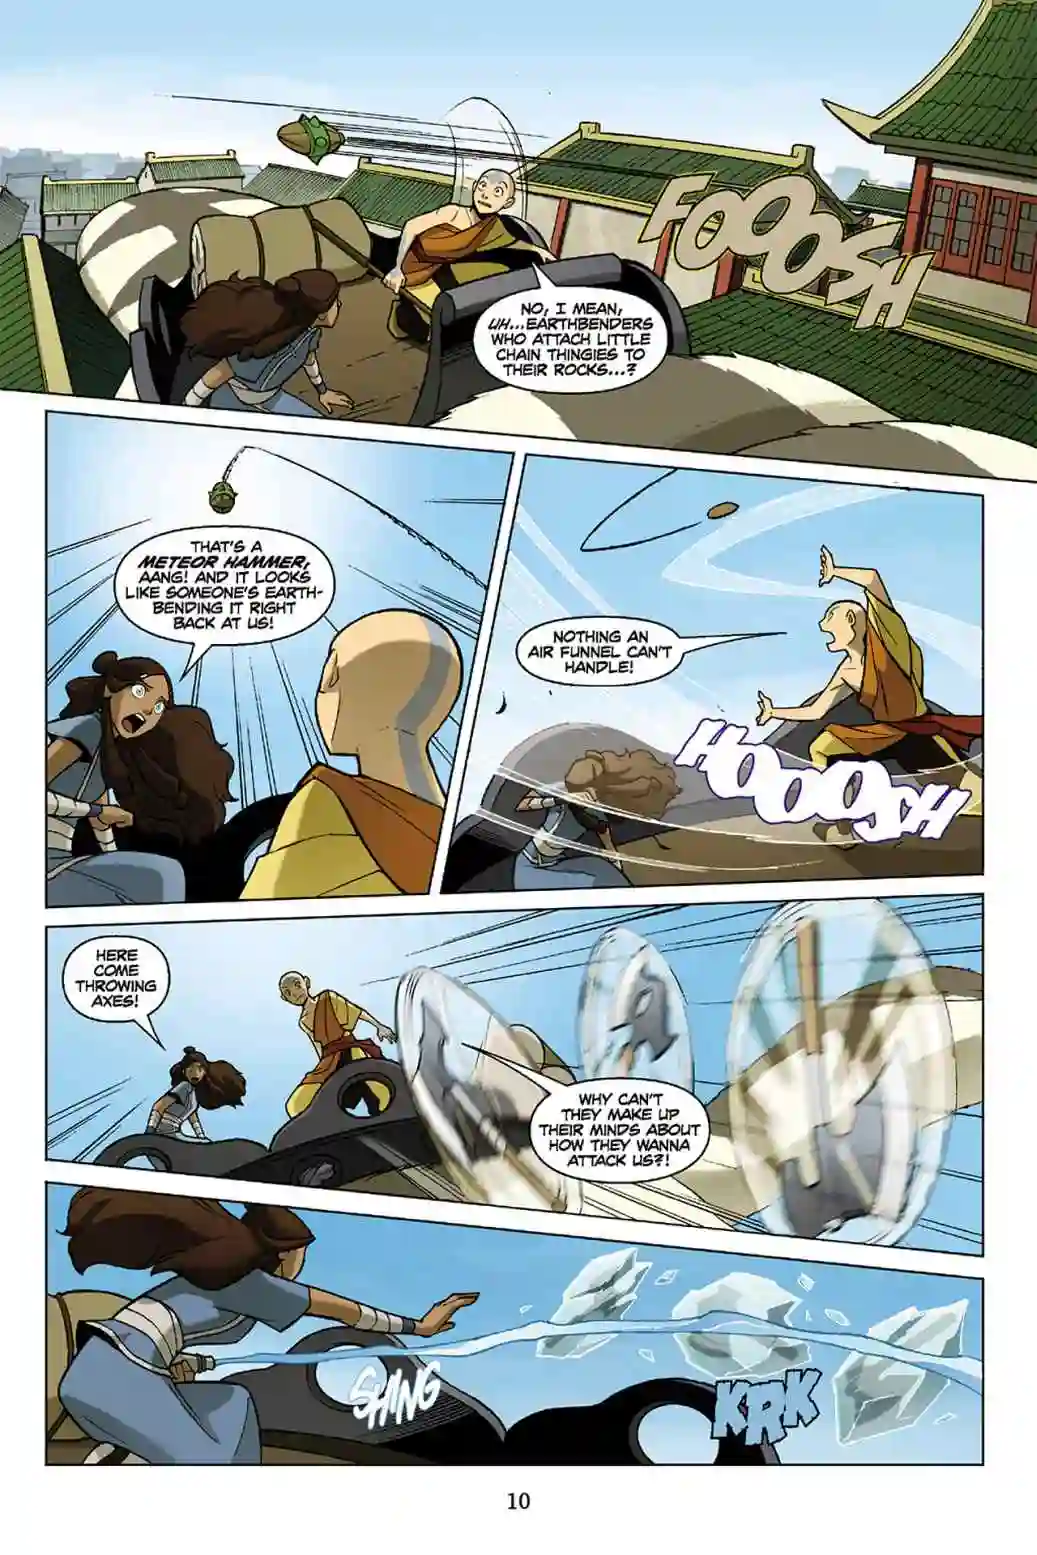 FOOOSH
NO, I MEAN,
UH...EARTHBENDERS
WHO ATTACH LITTLE
CHAIN THINGIES TO
THEIR ROCKS...?
THAT'S A
METEOR HAMMER,
AANG! AND IT LOOKS
LIKE SOMEONE'S EARTH-
BENDING IT RIGHT
BACK AT US!
NOTHING AN
AIR FUNNEL CAN'T
HANDLE!
HOOOSH
HERE
COME
THROWING
AXES!
WHY CAN'T
THEY MAKE UP
THEIR MINDS ABOUT
HOW THEY WANNA
ATTACK US?!
SHING
KRK
10